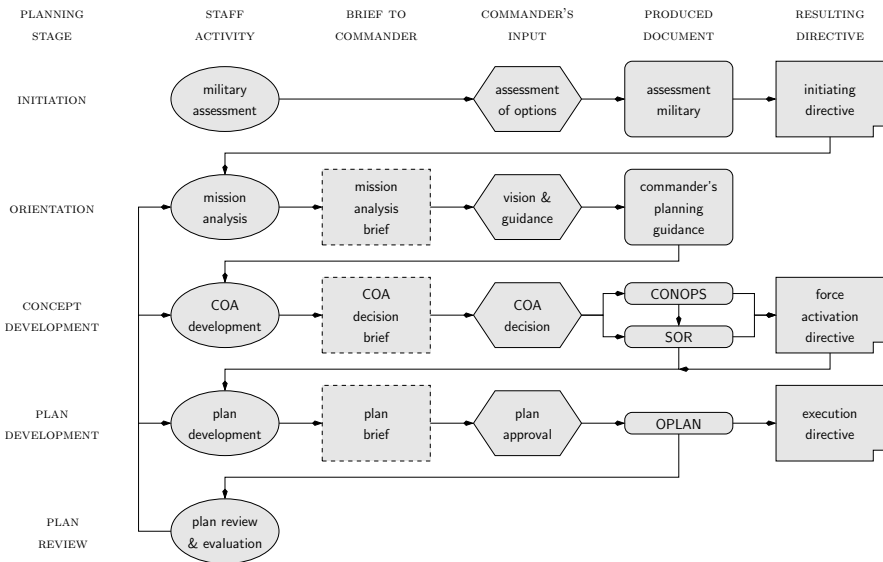 PLANNING
STAGE
STAFF
ACTIVITY
BRIEF TO
COMMANDER
COMMANDER'S
INPUT
PRODUCED
DOCUMENT
RESULTING
DIRECTIVE
INITIATION
military
assessment
assessment
of options
assessment
military
initiating
directive
ORIENTATION
mission
analysis
mission
analysis
brief
vision &
guidance
commander's
planning
guidance
CONCEPT
DEVELOPMENT
COA
development
COA
decision
brief
COA
decision
CONOPS
SOR
force
activation
directive
PLAN
DEVELOPMENT
plan
development
plan
brief
plan
approval
OPLAN
execution
directive
PLAN
REVIEW
plan review
& evaluation